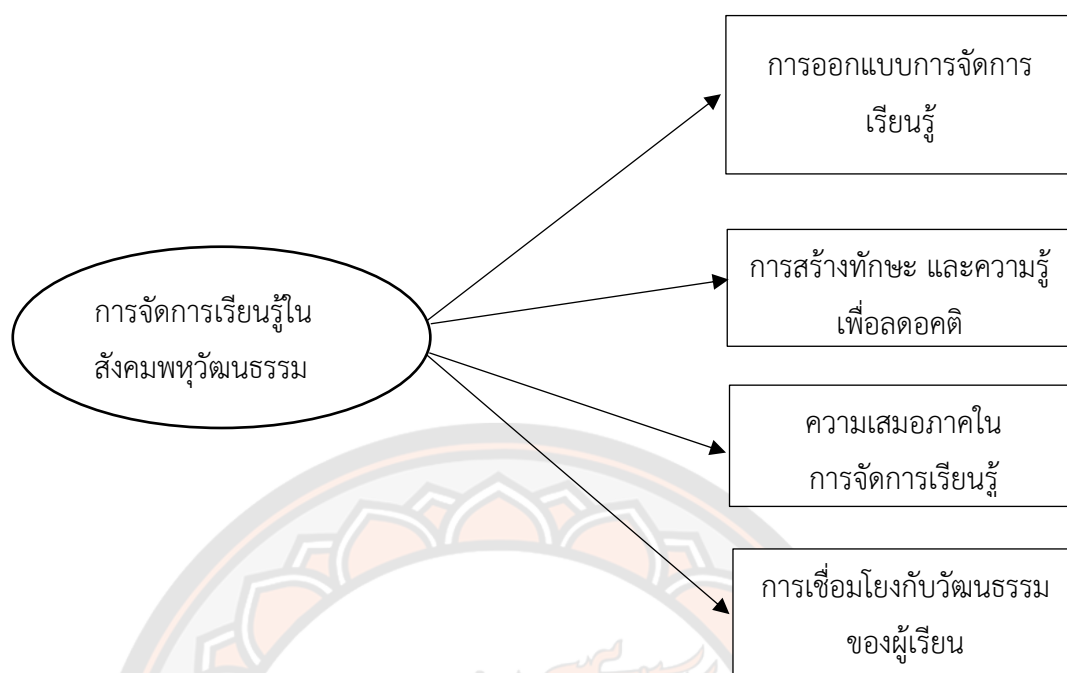 การออกแบบการจัดการ
เรียนรู้
การสร้างทักษะ และความรู้
เพื่อลดอคติ
การจัดการเรียนรู้ใน
สังคมพหุวัฒนธรรม
ความเสมอภาคใน
การจัดการเรียนรู้
การเชื่อมโยงกับวัฒนธรรม
ของผู้เรียน